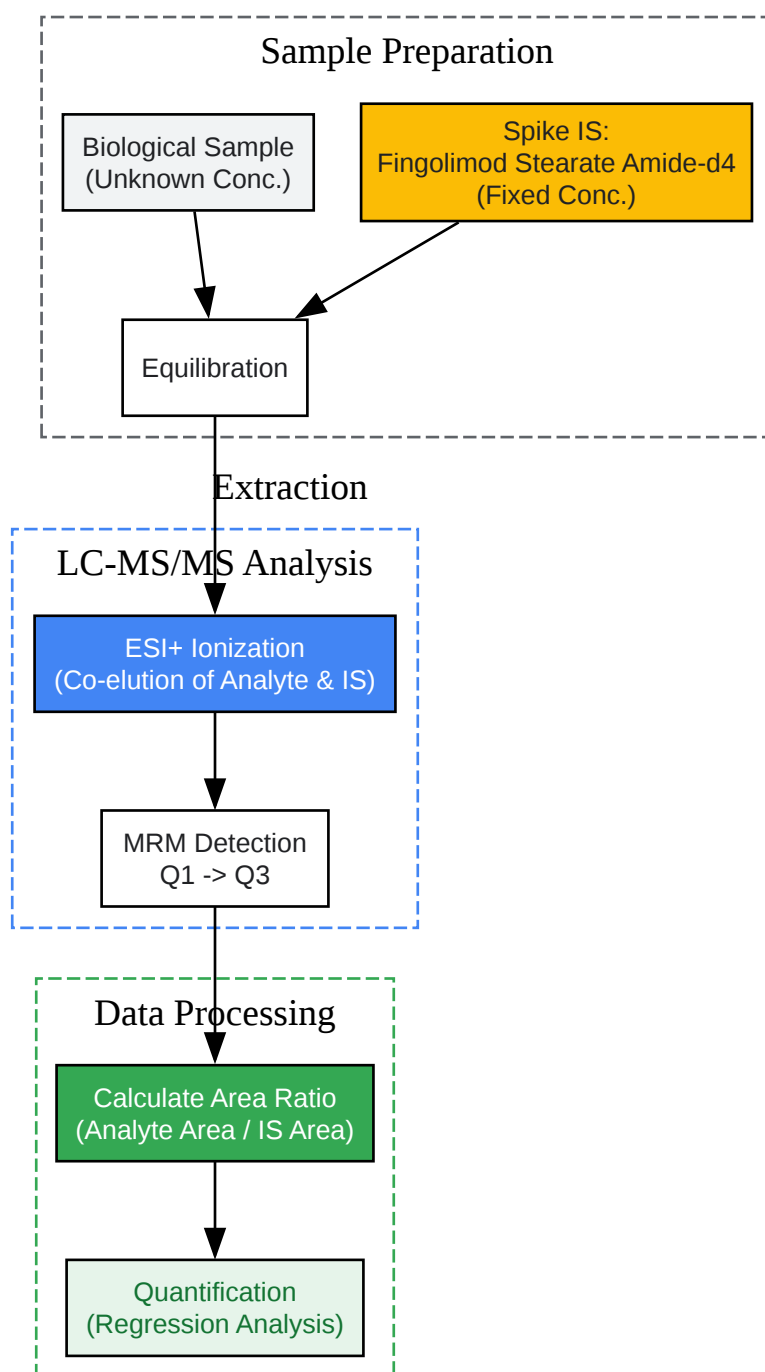 Sample Preparation
Biological Sample
(Unknown Conc.)
Spike IS:
Fingolimod Stearate Amide-d4
(Fixed Conc.)
Equilibration
Extraction
LC-MS/MS Analysis
ESI+ Ionization
(Co-elution of Analyte & IS)
MRM Detection
Q1 -> Q3
Data Processing
Calculate Area Ratio
(Analyte Area / IS Area)
Quantification
(Regression Analysis)